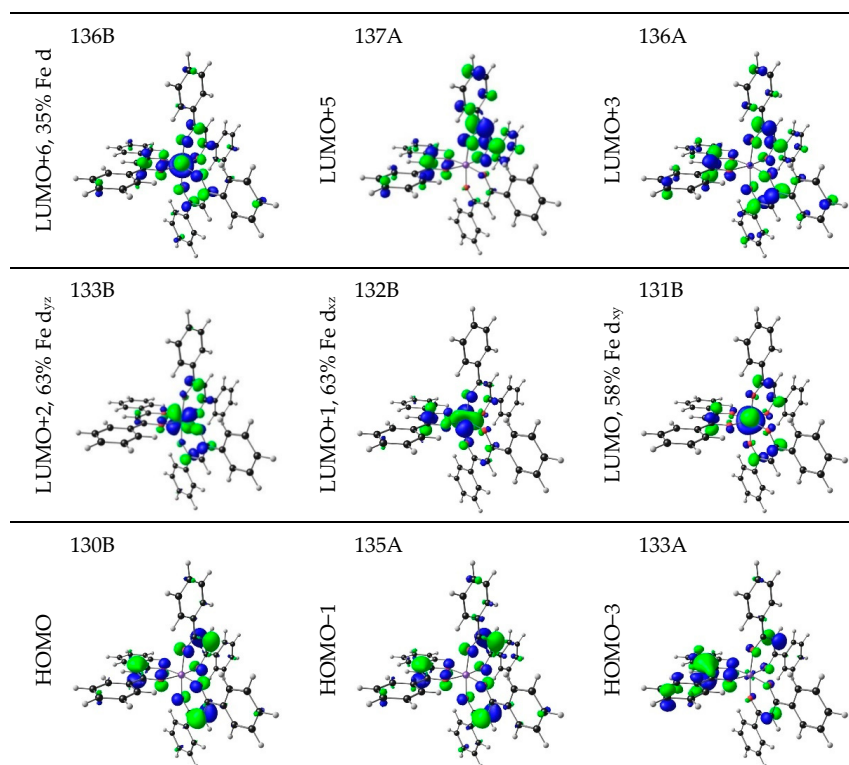 136B
LUMO+6, 35% Fe d
137A
LUMO+5
136A
LUMO+3
133B
LUMO+2, 63% Fe dyz
132B
LUMO+1, 63% Fe dxz
131B
LUMO, 58% Fe dxy
130B
HOMO
135A
HOMO−1
133A
HOMO−3